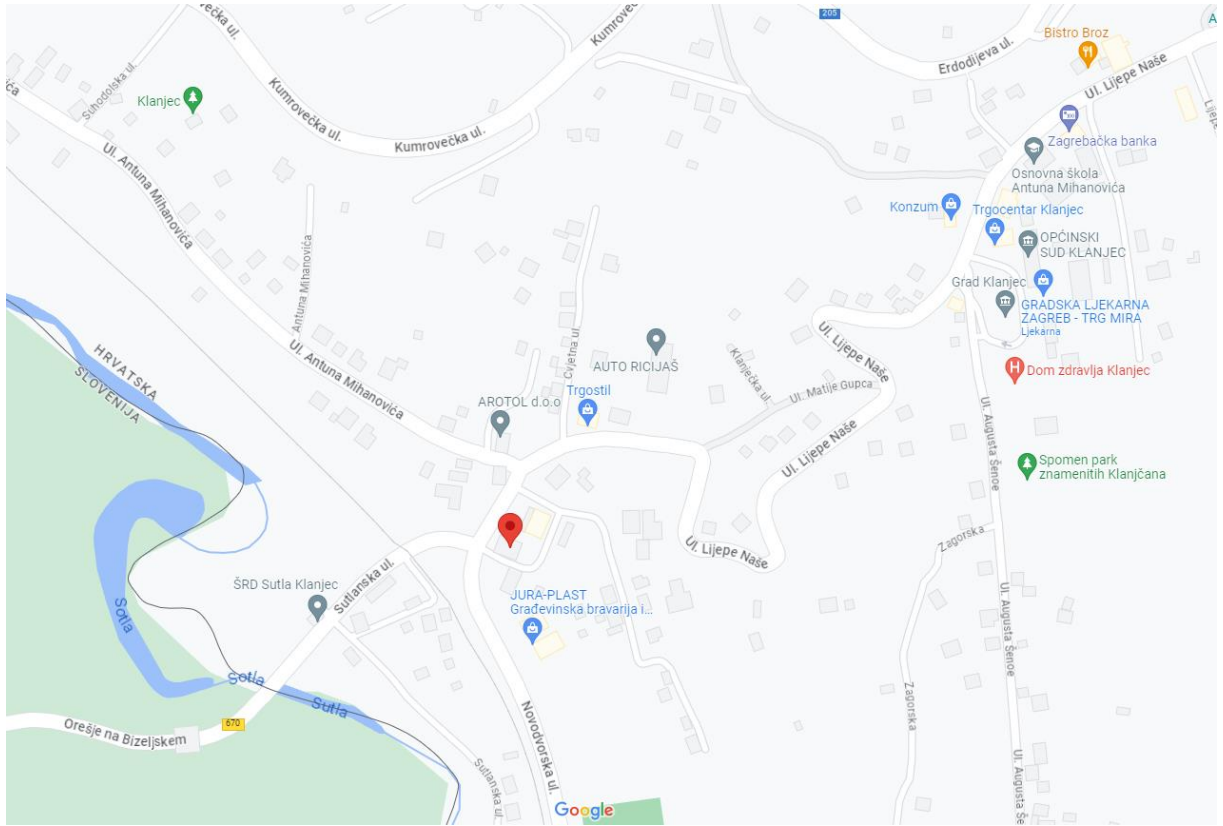 205
Kumrovečka ul.
Bistro Broz
Erdodijeva ul.
Ul. Lijepe Naše
Suhodolska ul.
Klanjec
Kumrovečka ul.
Kumrovečka ul.
Kumrovečka ul.
Zagrebačka banka
Ul. Antuna Mihanovića
Osnovna škola
Antuna Mihanovića
Konzum
Trgocentar Klanjec
OPĆINSKI
SUD KLANJEC
Antuna Mihanovića
Grad Klanjec
GRADSKA LJEKARNA
ZAGREB - TRG MIRA
Ljekarna
HRVATSKA
SLOVENIJA
Ul. Antuna Mihanovića
Cvjetna ul.
AUTO RICIJAŠ
Klanječka ul.
Ul. Lijepe Naše
Dom zdravlja Klanjec
Trgostil
Ul. Matije Gupca
AROTOL d.o.o
Ul. Lijepe Naše
Ul. Augusta Šenoe
Spomen park
znamenitih Klanjčana
Zagorska
Ul. Lijepe Naše
ŠRD Sutla Klanjec
Sutlanska ul.
JURA-PLAST
Građevinska bravarija i...
Sotla
Ul. Augusta Šenoe
Sotla
Sutla
Zagorska
670
Orešje na Bizeljskem
Novodvorska ul.
Sutlanska ul.
Ul. Augusta Še
Google